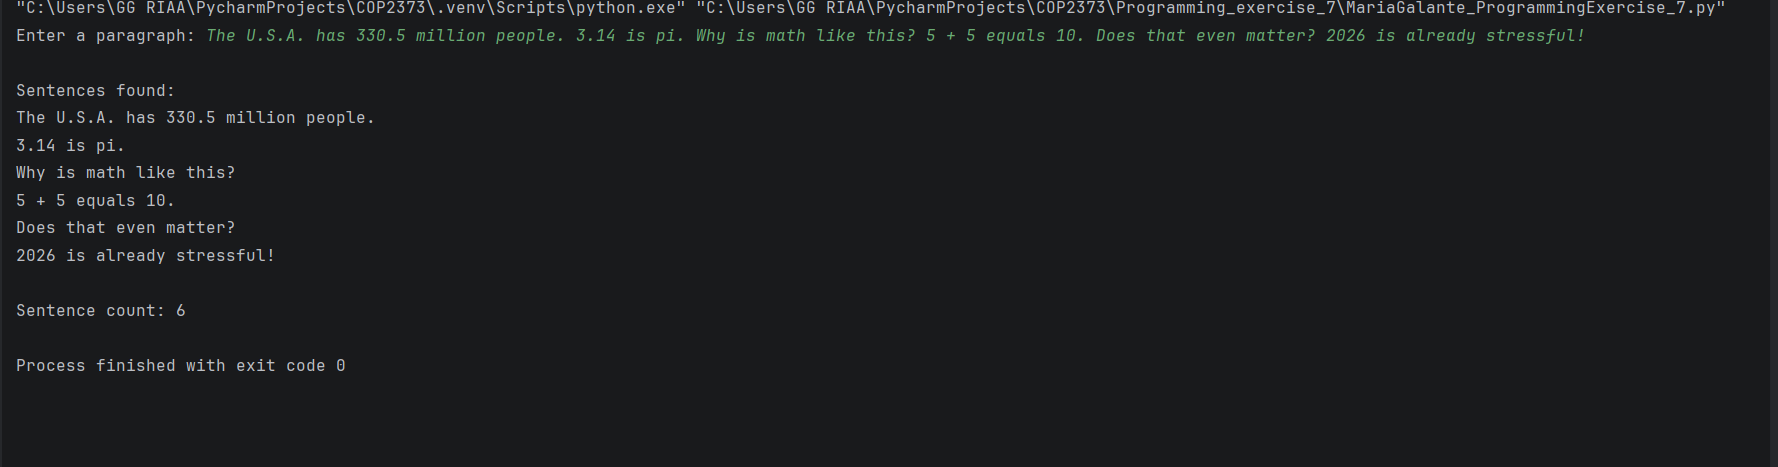 "C:\Users\GG RIAA\PycharmProjects\COP2373\.venv\Scripts\python.exe" "C:\Users\GG RIAA\PycharmProjects\COP2373\Programming_exercise_7\MariaGalante_ProgrammingExercise_7.py"
Enter a paragraph: The U.S.A. has 330.5 million people. 3.14 is pi. Why is math like this? 5 + 5 equals 10. Does that even matter? 2026 is already stressful!
Sentences found:
The U.S.A. has 330.5 million people.
3.14 is pi.
Why is math like this?
5 + 5 equals 10.
Does that even matter?
2026 is already stressful!
Sentence count: 6
Process finished with exit code 0